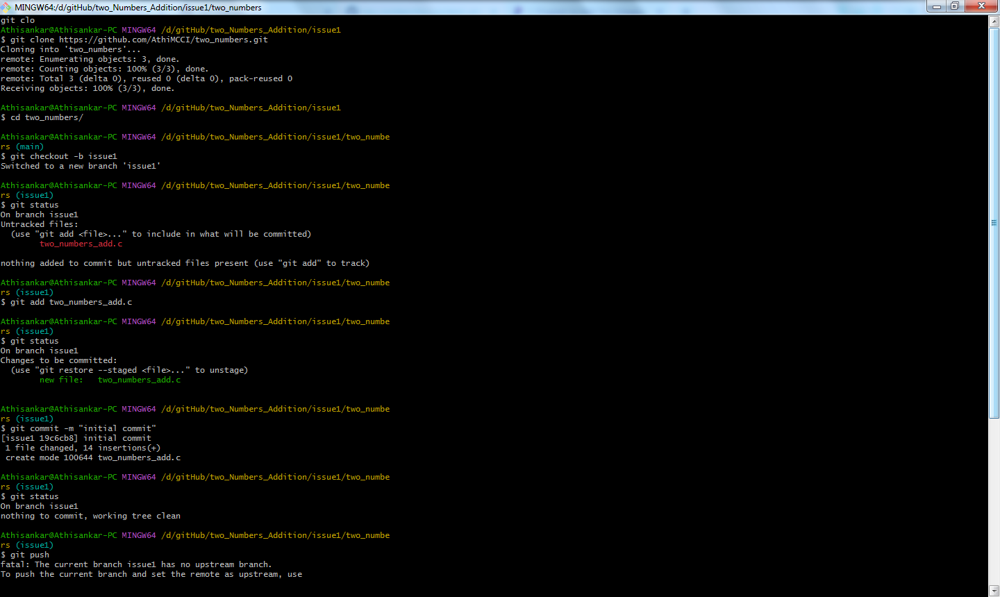 MINGW64:/d/gitHub/two_Numbers_Addition/issue1/two_numbers
git clo
Athisankar@Athisankar-PC MINGW64 /d/gitHub/two_Numbers_Addition/issue1
$ git clone https://github.com/AthiMCCI/two_numbers.git
Cloning into 'two_numbers'...
remote: Enumerating objects: 3, done.
remote: Counting objects: 100% (3/3), done.
remote: Total 3 (delta 0), reused 0 (delta 0), pack-reused 0
Receiving objects: 100% (3/3), done.
Athisankar@Athisankar-PC MINGW64 /d/gitHub/two_Numbers_Addition/issue1
$ cd two_numbers/
Athisankar@Athisankar-PC MINGW64 /d/gitHub/two_Numbers_Addition/issue1/two_numbe
rs (main)
$ git checkout -b issue1
Switched to a new branch 'issue1'
Athisankar@Athisankar-PC MINGW64 /d/gitHub/two_Numbers_Addition/issue1/two_numbe
rs (issue1)
$ git status
On branch issue1
Untracked files:
  (use "git add <file>..." to include in what will be committed)
        two_numbers_add.c
nothing added to commit but untracked files present (use "git add" to track)
Athisankar@Athisankar-PC MINGW64 /d/gitHub/two_Numbers_Addition/issue1/two_numbe
rs (issue1)
$ git add two_numbers_add.c
Athisankar@Athisankar-PC MINGW64 /d/gitHub/two_Numbers_Addition/issue1/two_numbe
rs (issue1)
$ git status
On branch issue1
Changes to be committed:
  (use "git restore --staged <file>..." to unstage)
        new file:   two_numbers_add.c
Athisankar@Athisankar-PC MINGW64 /d/gitHub/two_Numbers_Addition/issue1/two_numbe
rs (issue1)
$ git commit -m "initial commit"
[issue1 19c6cb8] initial commit
 1 file changed, 14 insertions(+)
 create mode 100644 two_numbers_add.c
Athisankar@Athisankar-PC MINGW64 /d/gitHub/two_Numbers_Addition/issue1/two_numbe
rs (issue1)
$ git status
On branch issue1
nothing to commit, working tree clean
Athisankar@Athisankar-PC MINGW64 /d/gitHub/two_Numbers_Addition/issue1/two_numbe
rs (issue1)
$ git push
fatal: The current branch issue1 has no upstream branch.
To push the current branch and set the remote as upstream, use